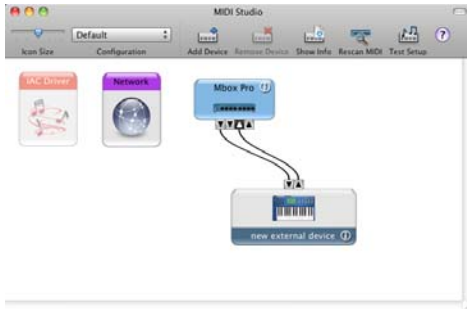 MIDI Studio
Default
Icon Size
Configuration
Add Device
Remove Device
Show Info
Rescan MIDI
Test Setup
?
IAC Driver
Network
Mbox Pro
new external device